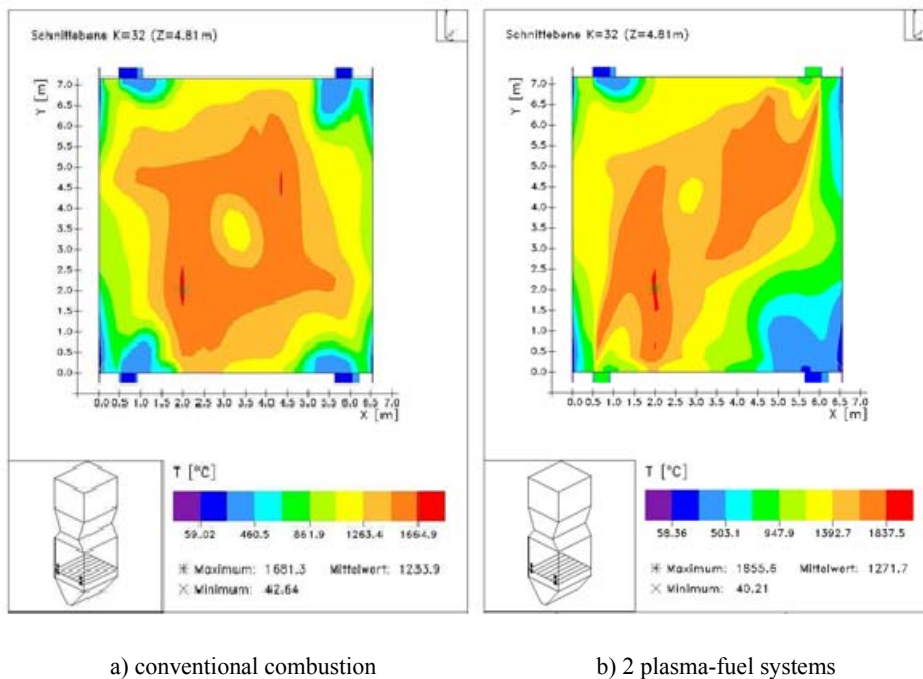 Schnittebene K=32 (Z=4.81m)
Y [m]
7.0
6.5
6.0
5.5
5.0
4.5
4.0
3.5
3.0
2.5
2.0
1.5
1.0
0.5
0.0
0.0 0.5 1.0 1.5 2.0 2.5 3.0 3.5 4.0 4.5 5.0 5.5 6.0 6.5 7.0
X [m]
T [°C]
59.02 460.5 861.9 1263.4 1664.9
Maximum: 1681.3 Mittelwert: 1233.9
Minimum: 42.64
a) conventional combustion
Schnittebene K=32 (Z=4.81m)
Y [m]
7.0
6.5
6.0
5.5
5.0
4.5
4.0
3.5
3.0
2.5
2.0
1.5
1.0
0.5
0.0
0.0 0.5 1.0 1.5 2.0 2.5 3.0 3.5 4.0 4.5 5.0 5.5 6.0 6.5 7.0
X [m]
T [°C]
58.36 503.1 947.9 1392.7 1837.5
Maximum: 1855.6 Mittelwert: 1271.7
Minimum: 40.21
b) 2 plasma-fuel systems